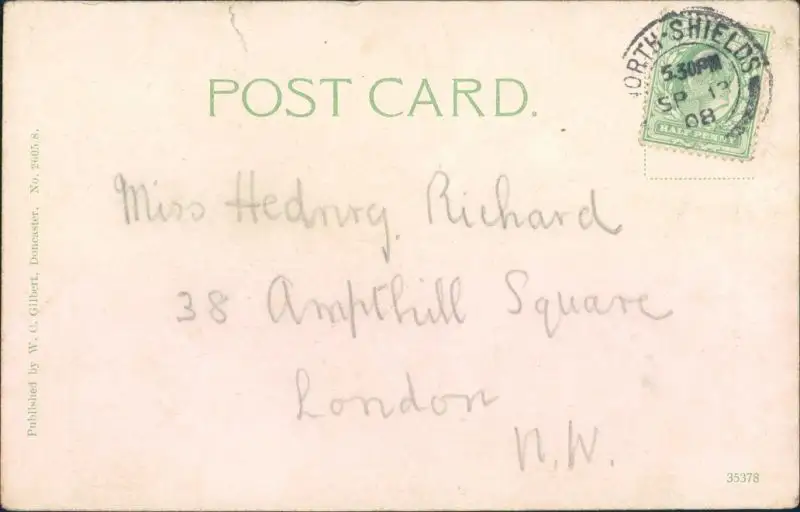 POST CARD.
NORTH-SHIELDS
5.30PM
SP 13
08
HALF PENNY
Miss Hedwig Richard
38 Ampthill Square
London
N.W.
Published by W. C. Gilbert, Doncaster, No. 2605 8.
35378